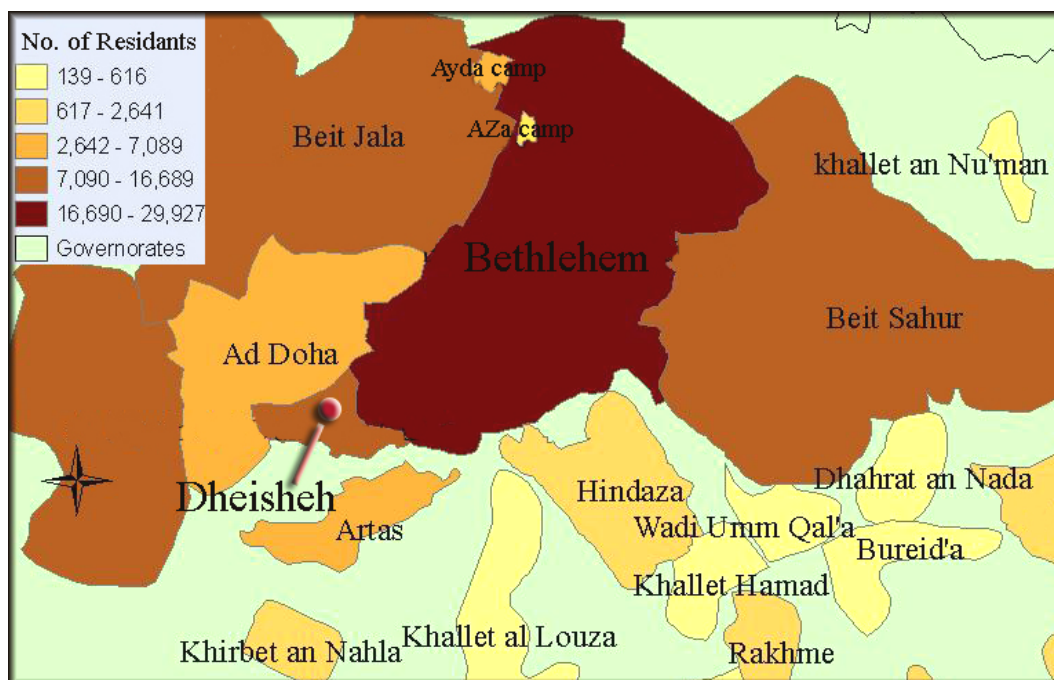 No. of Residants
139 - 616
617 - 2,641
2,642 - 7,089
7,090 - 16,689
16,690 - 29,927
Governorates
Ayda camp
AZa camp
Beit Jala
khallet an Nu'man
Bethlehem
Beit Sahur
Ad Doha
Dheisheh
Artas
Hindaza
Dhahrat an Nada
Wadi Umm Qal'a
Bureid'a
Khallet Hamad
Khirbet an Nahla
Khallet al Louza
Rakhme